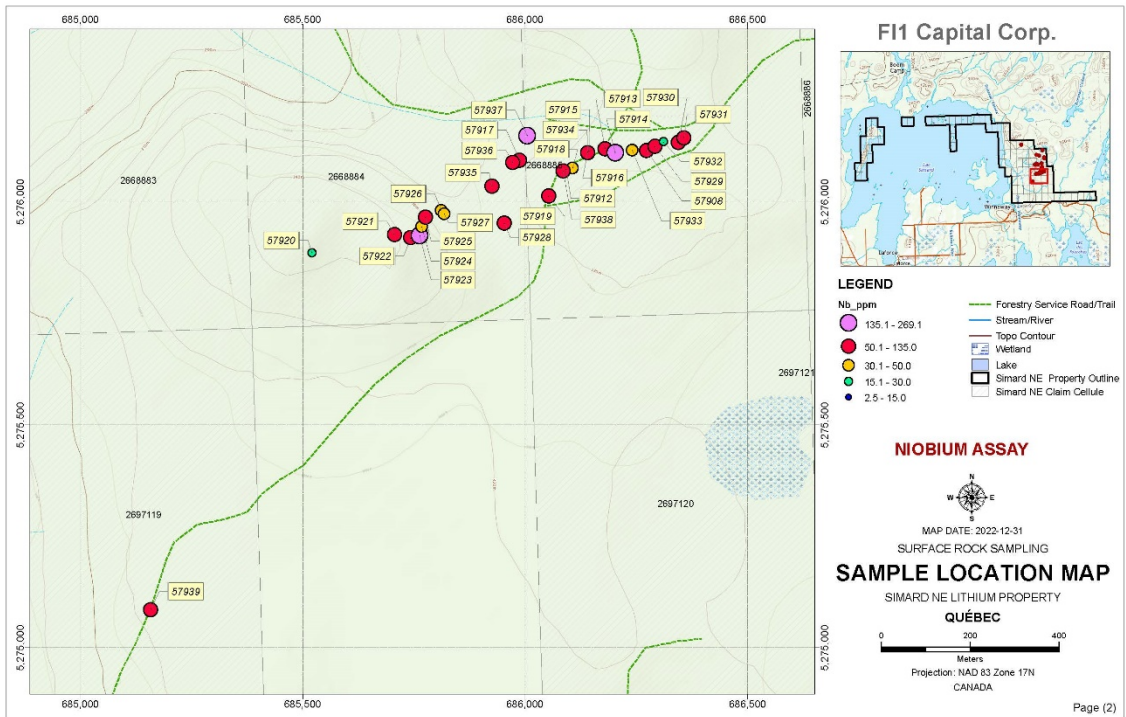 685,000
685,500
686,000
686,500
FI1 Capital Corp.
2668886
57913
57930
57937
57915
57914
57931
57917
57934
57936
57918
2668885
57932
2668883
2668884
57935
57916
57929
57926
57912
57908
5,276,000
5,276,000
57921
57927
57919
57938
57933
57920
57925
57928
57922
57924
57923
LEGEND
Nb_ppm
135.1 - 269.1
50.1 - 135.0
30.1 - 50.0
15.1 - 30.0
2.5 - 15.0
Forestry Service Road/Trail
Stream/River
Topo Contour
Wetland
Lake
Simard NE Property Outline
Simard NE Claim Cellule
2697121
5,275,500
5,275,500
NIOBIUM ASSAY
N
W
E
S
2697119
2697120
MAP DATE: 2022-12-31
SURFACE ROCK SAMPLING
SAMPLE LOCATION MAP
SIMARD NE LITHIUM PROPERTY
QUÉBEC
57939
0
200
400
Meters
Projection: NAD 83 Zone 17N
CANADA
5,275,000
5,275,000
685,000
685,500
686,000
686,500
Page (2)